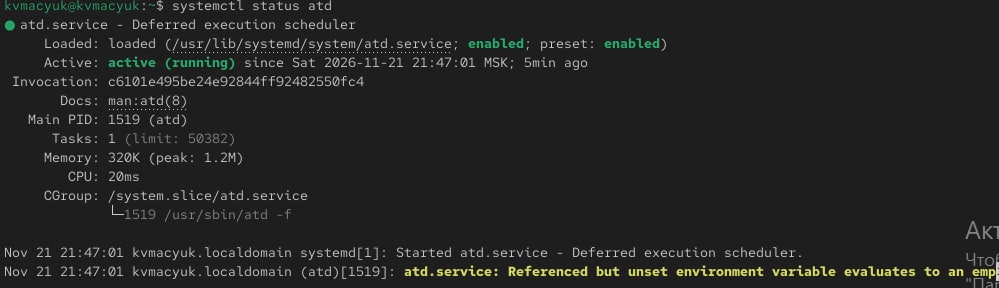 kvmacyuk@kvmacyuk:~$ systemctl status atd
● atd.service - Deferred execution scheduler
     Loaded: loaded (/usr/lib/systemd/system/atd.service; enabled; preset: enabled)
     Active: active (running) since Sat 2026-11-21 21:47:01 MSK; 5min ago
 Invocation: c6101e495be24e92844ff92482550fc4
       Docs: man:atd(8)
   Main PID: 1519 (atd)
      Tasks: 1 (limit: 50382)
     Memory: 320K (peak: 1.2M)
        CPU: 20ms
     CGroup: /system.slice/atd.service
             └─1519 /usr/sbin/atd -f
Nov 21 21:47:01 kvmacyuk.localdomain systemd[1]: Started atd.service - Deferred execution scheduler.
Nov 21 21:47:01 kvmacyuk.localdomain (atd)[1519]: atd.service: Referenced but unset environment variable evaluates to an emp
Акт